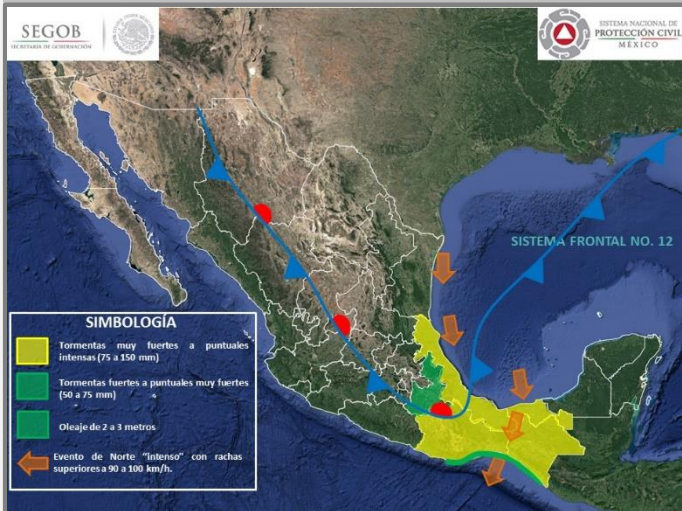 SEGOB
SECRETARÍA DE GOBERNACIÓN
SISTEMA NACIONAL DE
PROTECCIÓN CIVIL
MÉXICO
SISTEMA FRONTAL NO. 12
SIMBOLOGÍA
Tormentas muy fuertes a puntuales
intensas (75 a 150 mm)
Tormentas fuertes a puntuales muy fuertes
(50 a 75 mm)
Oleaje de 2 a 3 metros
Evento de Norte "intenso" con rachas
superiores a 90 a 100 km/h.